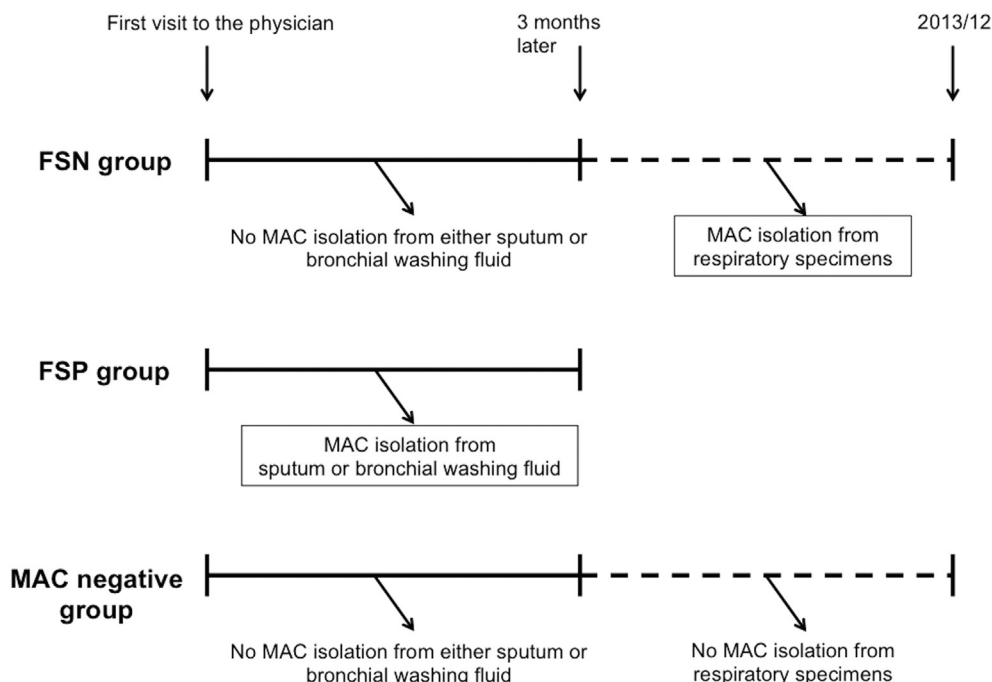 First visit to the physician
3 months
later
2013/12
FSN group
No MAC isolation from either sputum or
bronchial washing fluid
MAC isolation from
respiratory specimens
FSP group
MAC isolation from
sputum or bronchial washing fluid
MAC negative
group
No MAC isolation from either sputum or
bronchial washing fluid
No MAC isolation from
respiratory specimens